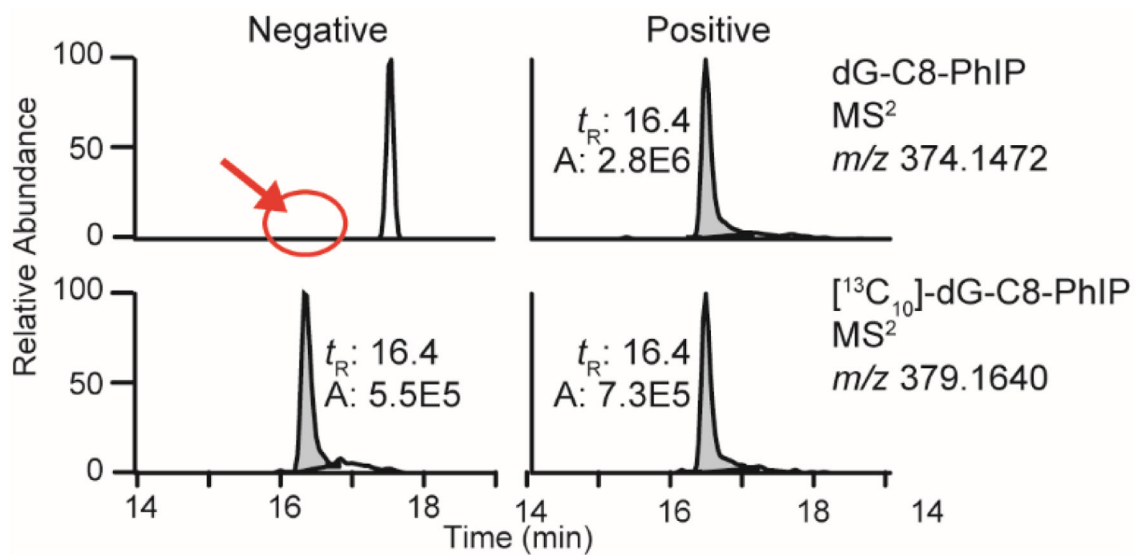 Negative
Positive
Relative Abundance
100
50
0
t_R: 16.4
A: 2.8E6
dG-C8-PhIP
MS²
m/z 374.1472
100
50
0
t_R: 16.4
A: 5.5E5
t_R: 16.4
A: 7.3E5
[¹³C₁₀]-dG-C8-PhIP
MS²
m/z 379.1640
14 16 18 14 16 18 14
Time (min)